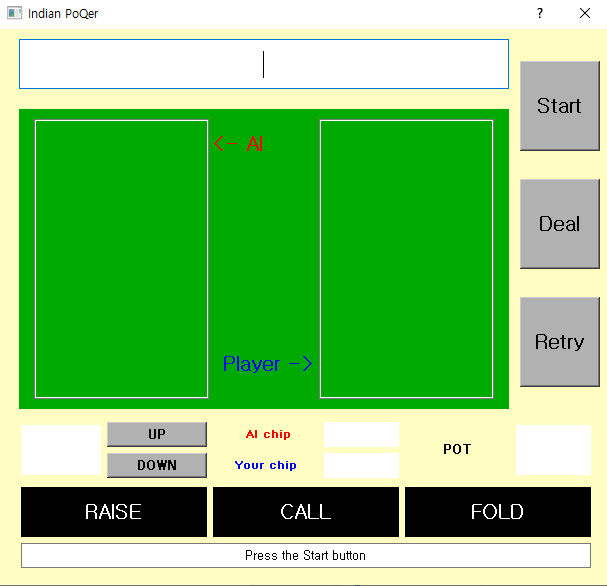 Indian PoQer
Start
<- AI
Deal
Player ->
Retry
UP
AI chip
POT
DOWN
Your chip
RAISE
CALL
FOLD
Press the Start button